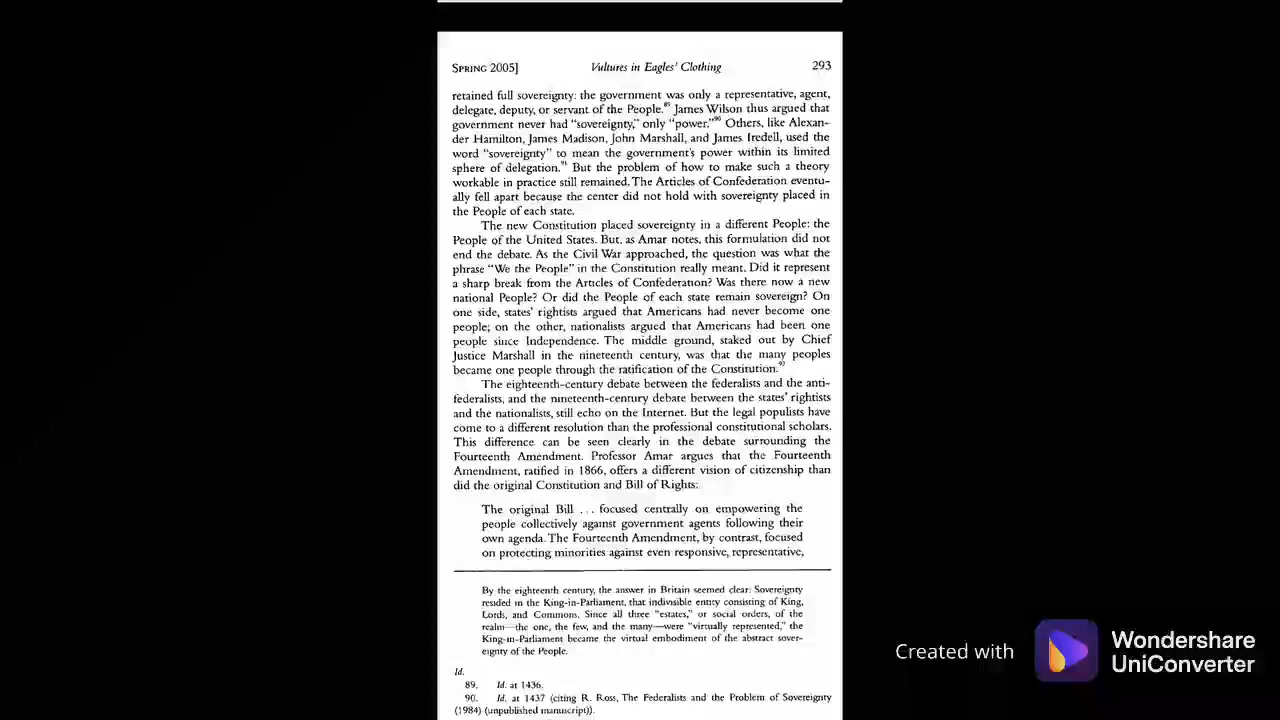 SPRING 2005]	Vultures in Eagles' Clothing	293
retained full sovereignty: the government was only a representative, agent,
delegate, deputy, or servant of the People.89 James Wilson thus argued that
government never had "sovereignty," only "power."90 Others, like Alexan-
der Hamilton, James Madison, John Marshall, and James Iredell, used the
word "sovereignty" to mean the government's power within its limited
sphere of delegation.91 But the problem of how to make such a theory
workable in practice still remained. The Articles of Confederation eventu-
ally fell apart because the center did not hold with sovereignty placed in
the People of each state.
The new Constitution placed sovereignty in a different People: the
People of the United States. But, as Amar notes, this formulation did not
end the debate. As the Civil War approached, the question was what the
phrase "We the People" in the Constitution really meant. Did it represent
a sharp break from the Articles of Confederation? Was there now a new
national People? Or did the People of each state remain sovereign? On
one side, states' rightists argued that Americans had never become one
people; on the other, nationalists argued that Americans had been one
people since Independence. The middle ground, staked out by Chief
Justice Marshall in the nineteenth century, was that the many peoples
became one people through the ratification of the Constitution.
The eighteenth-century debate between the federalists and the anti-
federalists, and the nineteenth-century debate between the states' rightists
and the nationalists, still echo on the Internet. But the legal populists have
come to a different resolution than the professional constitutional scholars.
This difference can be seen clearly in the debate surrounding the
Fourteenth Amendment. Professor Amar argues that the Fourteenth
Amendment, ratified in 1866, offers a different vision of citizenship than
did the original Constitution and Bill of Rights:
The original Bill . . . focused centrally on empowering the
people collectively against government agents following their
own agenda. The Fourteenth Amendment, by contrast, focused
on protecting minorities against even responsive, representative,
By the eighteenth century, the answer in Britain seemed clear: Sovereignty
resided in the King-in-Parliament, that indivisible entity consisting of King,
Lords, and Commons. Since all three "estates," or social orders, of the
realm—the one, the few, and the many—were "virtually represented," the
King-in-Parliament became the virtual embodiment of the abstract sover-
eignty of the People.
Id.
89. Id. at 1436.
90. Id. at 1437 (citing R. Ross, The Federalists and the Problem of Sovereignty
(1984) (unpublished manuscript)).
Created with
Wondershare
UniConverter